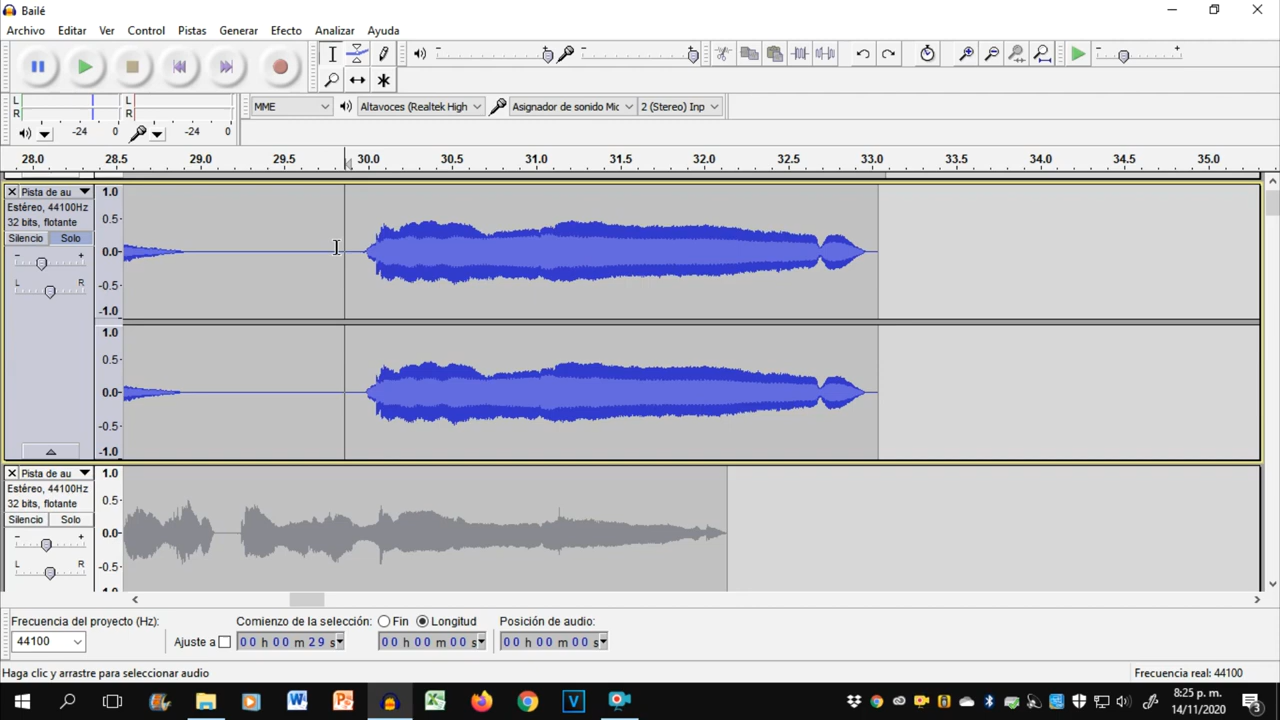 Bailé
Archivo Editar Ver Control Pistas Generar Efecto Analizar Ayuda
L L
R R
-24 0 -24 0
MME Altavoces (Realtek High Asignador de sonido Mic 2 (Stereo) Inp
28.0 28.5 29.0 29.5 30.0 30.5 31.0 31.5 32.0 32.5 33.0 33.5 34.0 34.5 35.0
Pista de au 1.0
Estéreo, 44100Hz
32 bits, flotante 0.5
Silencio Solo
- + 0.0
L R -0.5
-1.0
1.0
0.5
0.0
-0.5
-1.0
Pista de au 1.0
Estéreo, 44100Hz
32 bits, flotante 0.5
Silencio Solo
- + 0.0
L R -0.5
Frecuencia del proyecto (Hz): Comienzo de la selección: Fin Longitud Posición de audio:
44100 Ajuste a 00 h 00 m 29 s 00 h 00 m 00 s 00 h 00 m 00 s
Haga clic y arrastre para seleccionar audio Frecuencia real: 44100
8:25 p. m.
14/11/2020
3